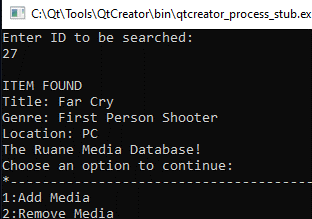 C:\Qt\Tools\QtCreator\bin\qtcreator_process_stub.ex
Enter ID to be searched:
27
ITEM FOUND
Title: Far Cry
Genre: First Person Shooter
Location: PC
The Ruane Media Database!
Choose an option to continue:
*-----------------------------------
1:Add Media
2:Remove Media